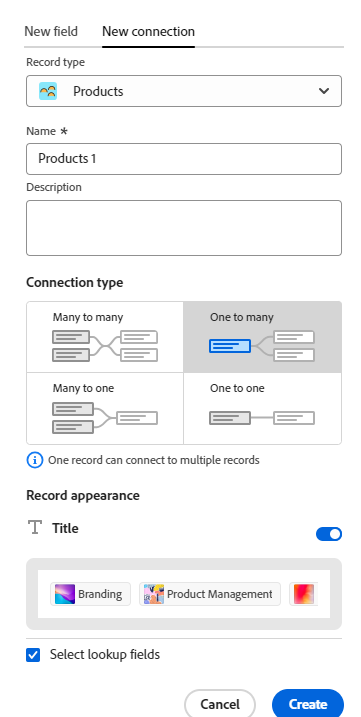 New field New connection
Record type
Products
Name *
Products 1
Description
Connection type
Many to many One to many
Many to one One to one
One record can connect to multiple records
Record appearance
Title
Branding Product Management
Select lookup fields
Cancel Create